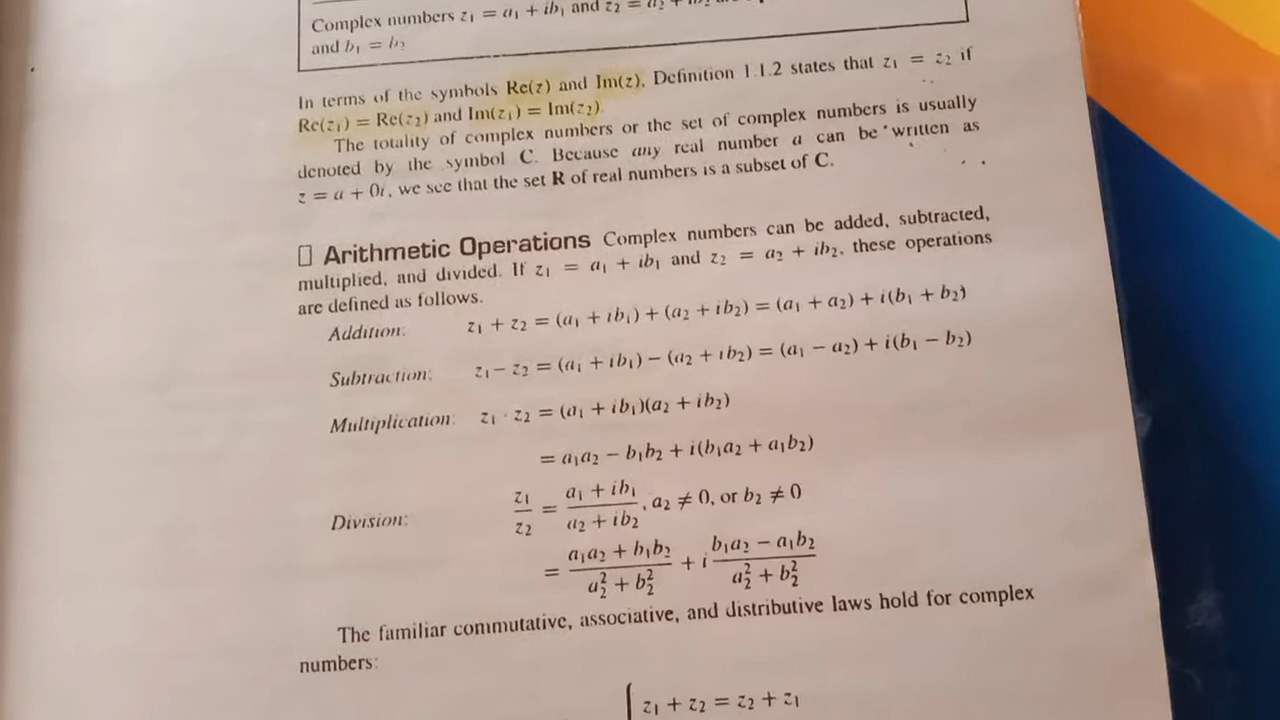 Complex numbers z₁ = a₁ + ib₁ and z₂ = a₂ +
and b₁ = b₂
In terms of the symbols Re(z) and Im(z), Definition 1.1.2 states that z₁ = z₂ if
Re(z₁) = Re(z₂) and Im(z₁) = Im(z₂).
The totality of complex numbers or the set of complex numbers is usually
denoted by the symbol C. Because any real number a can be written as
z = a + 0i, we see that the set R of real numbers is a subset of C.
Arithmetic Operations Complex numbers can be added, subtracted,
multiplied, and divided. If z₁ = a₁ + ib₁ and z₂ = a₂ + ib₂, these operations
are defined as follows.
Addition: z₁ + z₂ = (a₁ + ib₁) + (a₂ + ib₂) = (a₁ + a₂) + i(b₁ + b₂)
Subtraction: z₁ − z₂ = (a₁ + ib₁) − (a₂ + ib₂) = (a₁ − a₂) + i(b₁ − b₂)
Multiplication: z₁ · z₂ = (a₁ + ib₁)(a₂ + ib₂)
= a₁a₂ − b₁b₂ + i(b₁a₂ + a₁b₂)
Division: z₁/z₂ = (a₁ + ib₁)/(a₂ + ib₂), a₂ ≠ 0, or b₂ ≠ 0
= (a₁a₂ + b₁b₂)/(a₂² + b₂²) + i (b₁a₂ − a₁b₂)/(a₂² + b₂²)
The familiar commutative, associative, and distributive laws hold for complex
numbers:
z₁ + z₂ = z₂ + z₁